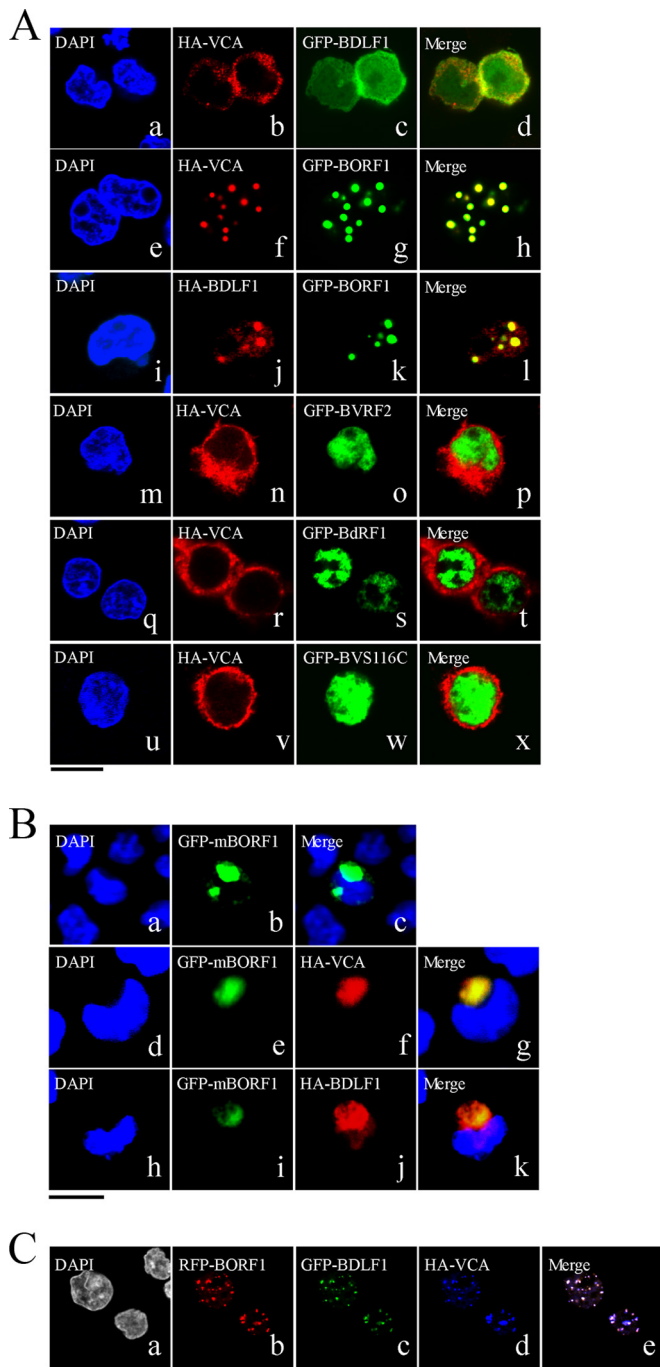 A
DAPI HA-VCA GFP-BDLF1 Merge
a b c d
DAPI HA-VCA GFP-BORF1 Merge
e f g h
DAPI HA-BDLF1 GFP-BORF1 Merge
i j k l
DAPI HA-VCA GFP-BVRF2 Merge
m n o p
DAPI HA-VCA GFP-BdRF1 Merge
q r s t
DAPI HA-VCA GFP-BVS116C Merge
u v w x
B
DAPI GFP-mBORF1 Merge
a b c
DAPI GFP-mBORF1 HA-VCA Merge
d e f g
DAPI GFP-mBORF1 HA-BDLF1 Merge
h i j k
C
DAPI RFP-BORF1 GFP-BDLF1 HA-VCA Merge
a b c d e